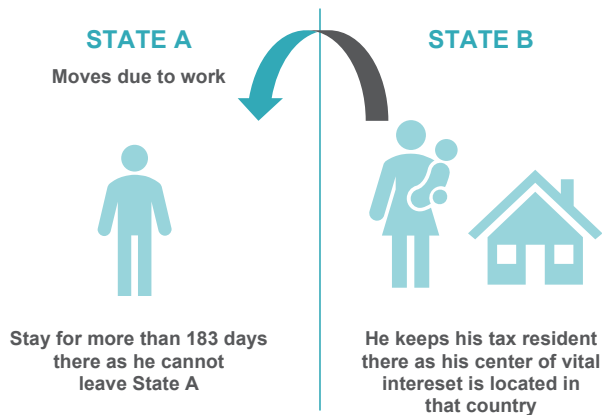 STATE A
Moves due to work
Stay for more than 183 days
there as he cannot
leave State A
STATE B
He keeps his tax resident
there as his center of vital
intereset is located in
that country